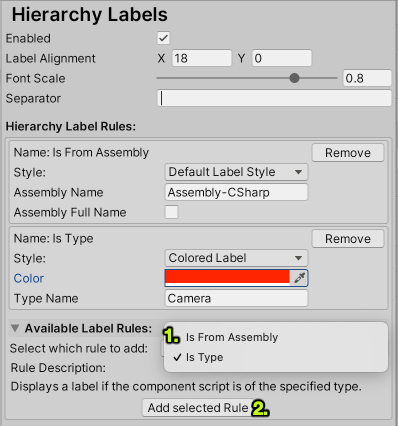 Hierarchy Labels
Enabled
Label Alignment X 18 Y 0
Font Scale 0.8
Separator |
Hierarchy Label Rules:
Name: Is From Assembly Remove
Style: Default Label Style
Assembly Name Assembly-CSharp
Assembly Full Name
Name: Is Type Remove
Style: Colored Label
Color
Type Name Camera
Available Label Rules: 1. Is From Assembly
Select which rule to add: ✓ Is Type
Rule Description:
Displays a label if the component script is of the specified type.
Add selected Rule 2.